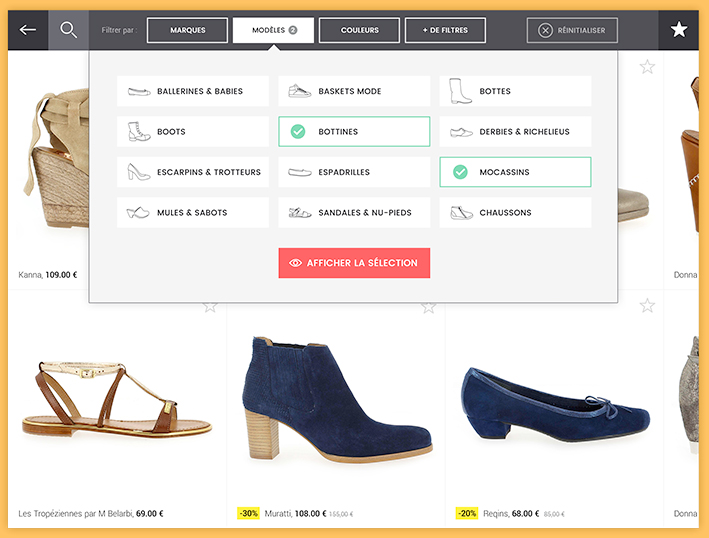 Filtrer par : MARQUES MODÈLES 2 COULEURS + DE FILTRES RÉINITIALISER
BALLERINES & BABIES BASKETS MODE BOTTES
BOOTS BOTTINES DERBIES & RICHELIEUS
ESCARPINS & TROTTEURS ESPADRILLES MOCASSINS
MULES & SABOTS SANDALES & NU-PIEDS CHAUSSONS
AFFICHER LA SÉLECTION
Kanna, 109.00 € Donna
Les Tropéziennes par M Belarbi, 69.00 € -30% Muratti, 108.00 € 155,00 € -20% Reqins, 68.00 € 85,00 € Donna